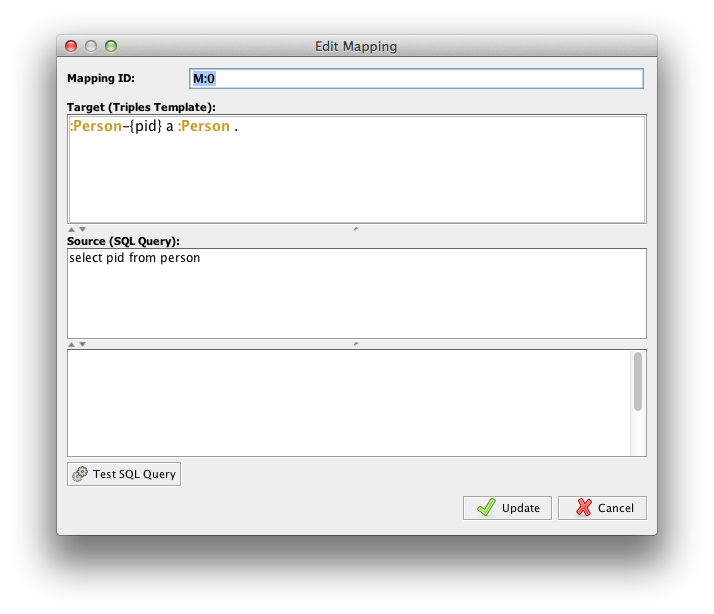 Edit Mapping
Mapping ID: M:0
Target (Triples Template):
:Person-{pid} a :Person .
Source (SQL Query):
select pid from person
Test SQL Query
Update Cancel